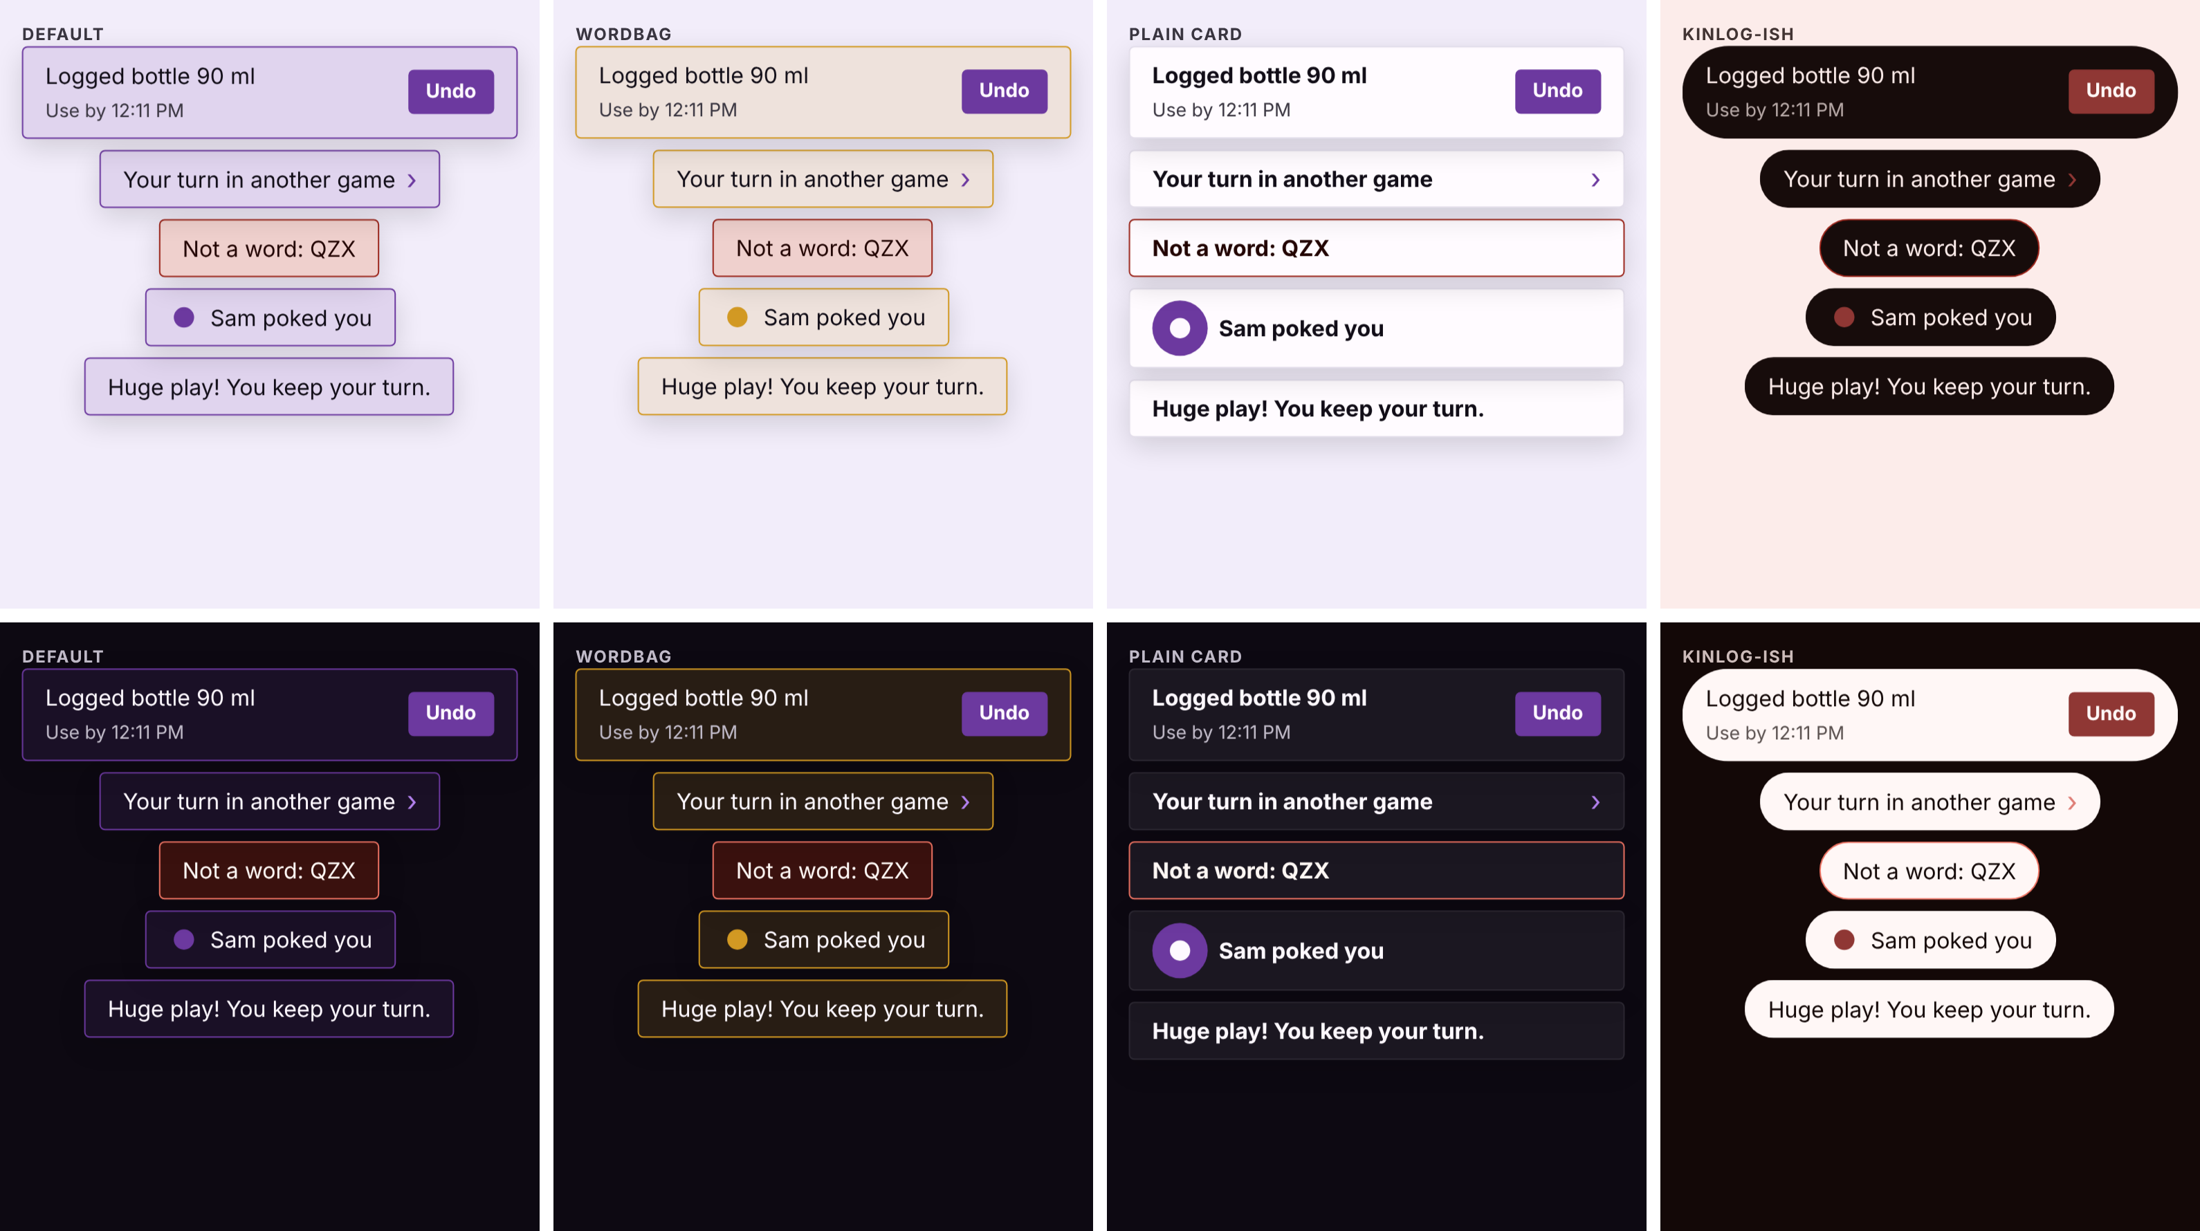 DEFAULT
Logged bottle 90 ml
Use by 12:11 PM
Undo
Your turn in another game ›
Not a word: QZX
Sam poked you
Huge play! You keep your turn.
WORDBAG
Logged bottle 90 ml
Use by 12:11 PM
Undo
Your turn in another game ›
Not a word: QZX
Sam poked you
Huge play! You keep your turn.
PLAIN CARD
Logged bottle 90 ml
Use by 12:11 PM
Undo
Your turn in another game ›
Not a word: QZX
Sam poked you
Huge play! You keep your turn.
KINLOG-ISH
Logged bottle 90 ml
Use by 12:11 PM
Undo
Your turn in another game ›
Not a word: QZX
Sam poked you
Huge play! You keep your turn.
DEFAULT
Logged bottle 90 ml
Use by 12:11 PM
Undo
Your turn in another game ›
Not a word: QZX
Sam poked you
Huge play! You keep your turn.
WORDBAG
Logged bottle 90 ml
Use by 12:11 PM
Undo
Your turn in another game ›
Not a word: QZX
Sam poked you
Huge play! You keep your turn.
PLAIN CARD
Logged bottle 90 ml
Use by 12:11 PM
Undo
Your turn in another game ›
Not a word: QZX
Sam poked you
Huge play! You keep your turn.
KINLOG-ISH
Logged bottle 90 ml
Use by 12:11 PM
Undo
Your turn in another game ›
Not a word: QZX
Sam poked you
Huge play! You keep your turn.